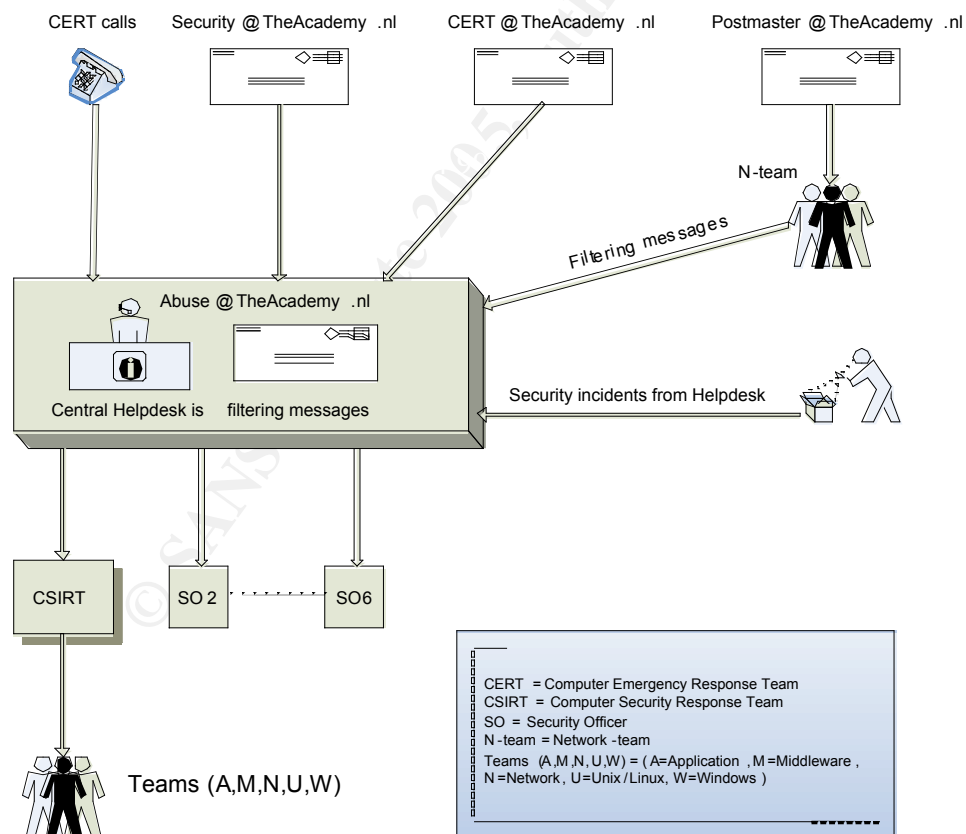 CERT calls
Security @ TheAcademy .nl
CERT @ TheAcademy .nl
Postmaster @ TheAcademy .nl
N-team
Filtering messages
Abuse @ TheAcademy .nl
Central Helpdesk is filtering messages
Security incidents from Helpdesk
CSIRT
SO 2
SO6
Teams (A,M,N,U,W)
CERT = Computer Emergency Response Team
CSIRT = Computer Security Response Team
SO = Security Officer
N-team = Network -team
Teams (A,M,N,U,W) = ( A=Application , M=Middleware ,
N=Network, U=Unix/Linux, W=Windows )
© SANS